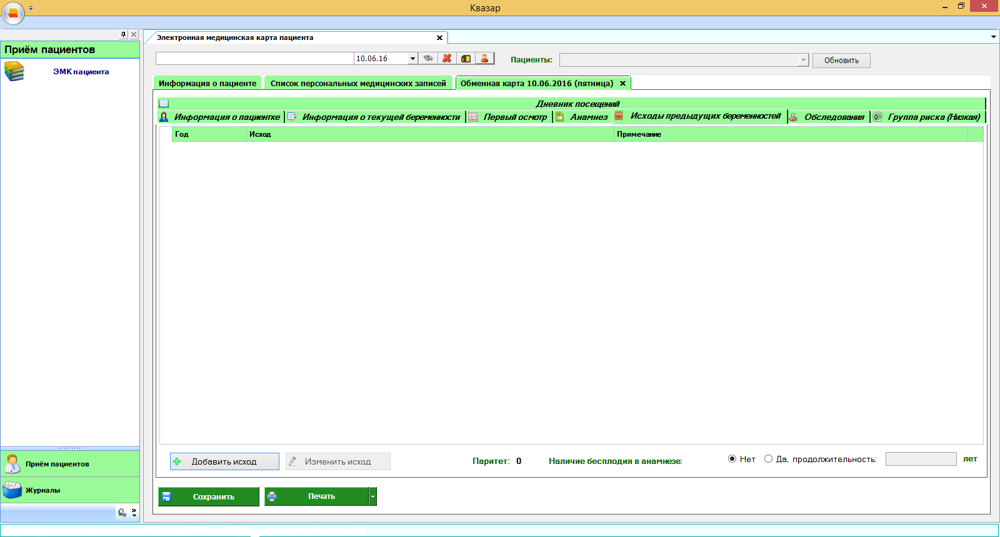 Квазар
Приём пациентов
ЭМК пациента
Приём пациентов
Журналы
Электронная медицинская карта пациента
10.06.16
Пациенты:
Обновить
Информация о пациенте
Список персональных медицинских записей
Обменная карта 10.06.2016 (пятница)
Дневник посещений
Информация о пациентке
Информация о текущей беременности
Первый осмотр
Анамнез
Исходы предыдущих беременностей
Обследования
Группа риска (Низкая)
Год
Исход
Примечание
Добавить исход
Изменить исход
Паритет: 0
Наличие бесплодия в анамнезе:
Нет
Да, продолжительность:
лет
Сохранить
Печать